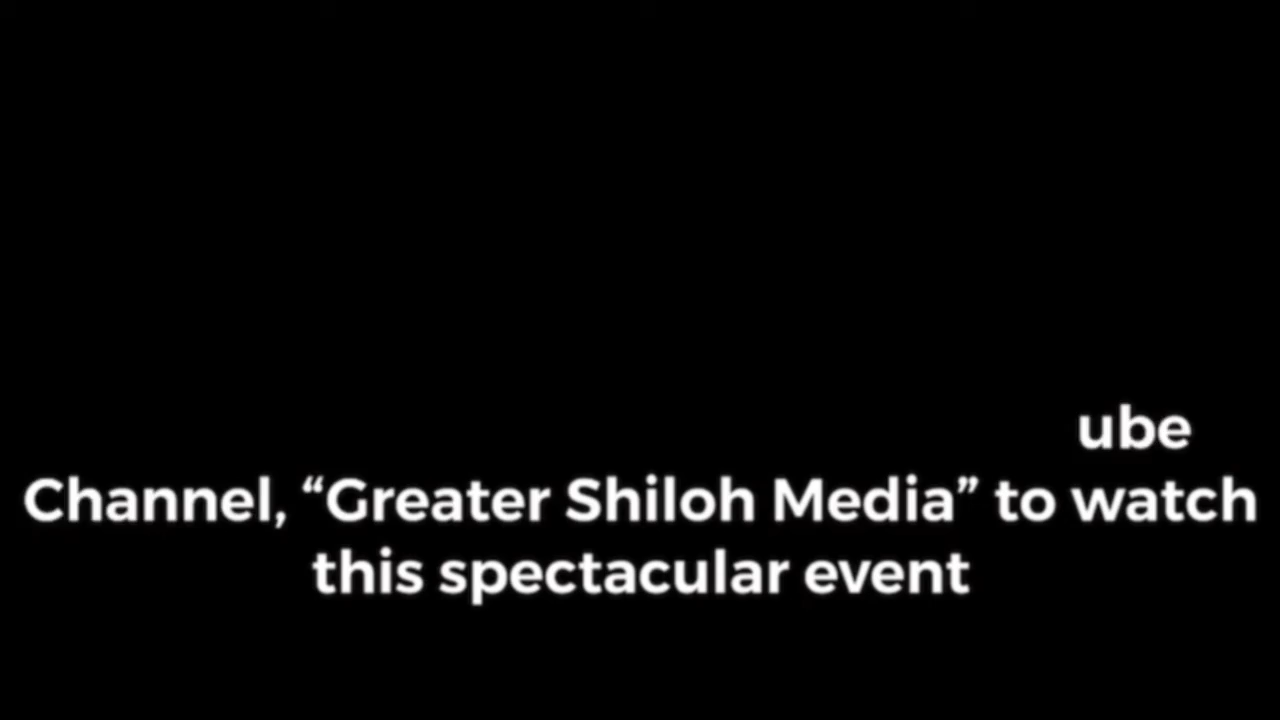 ube
Channel, “Greater Shiloh Media” to watch
this spectacular event